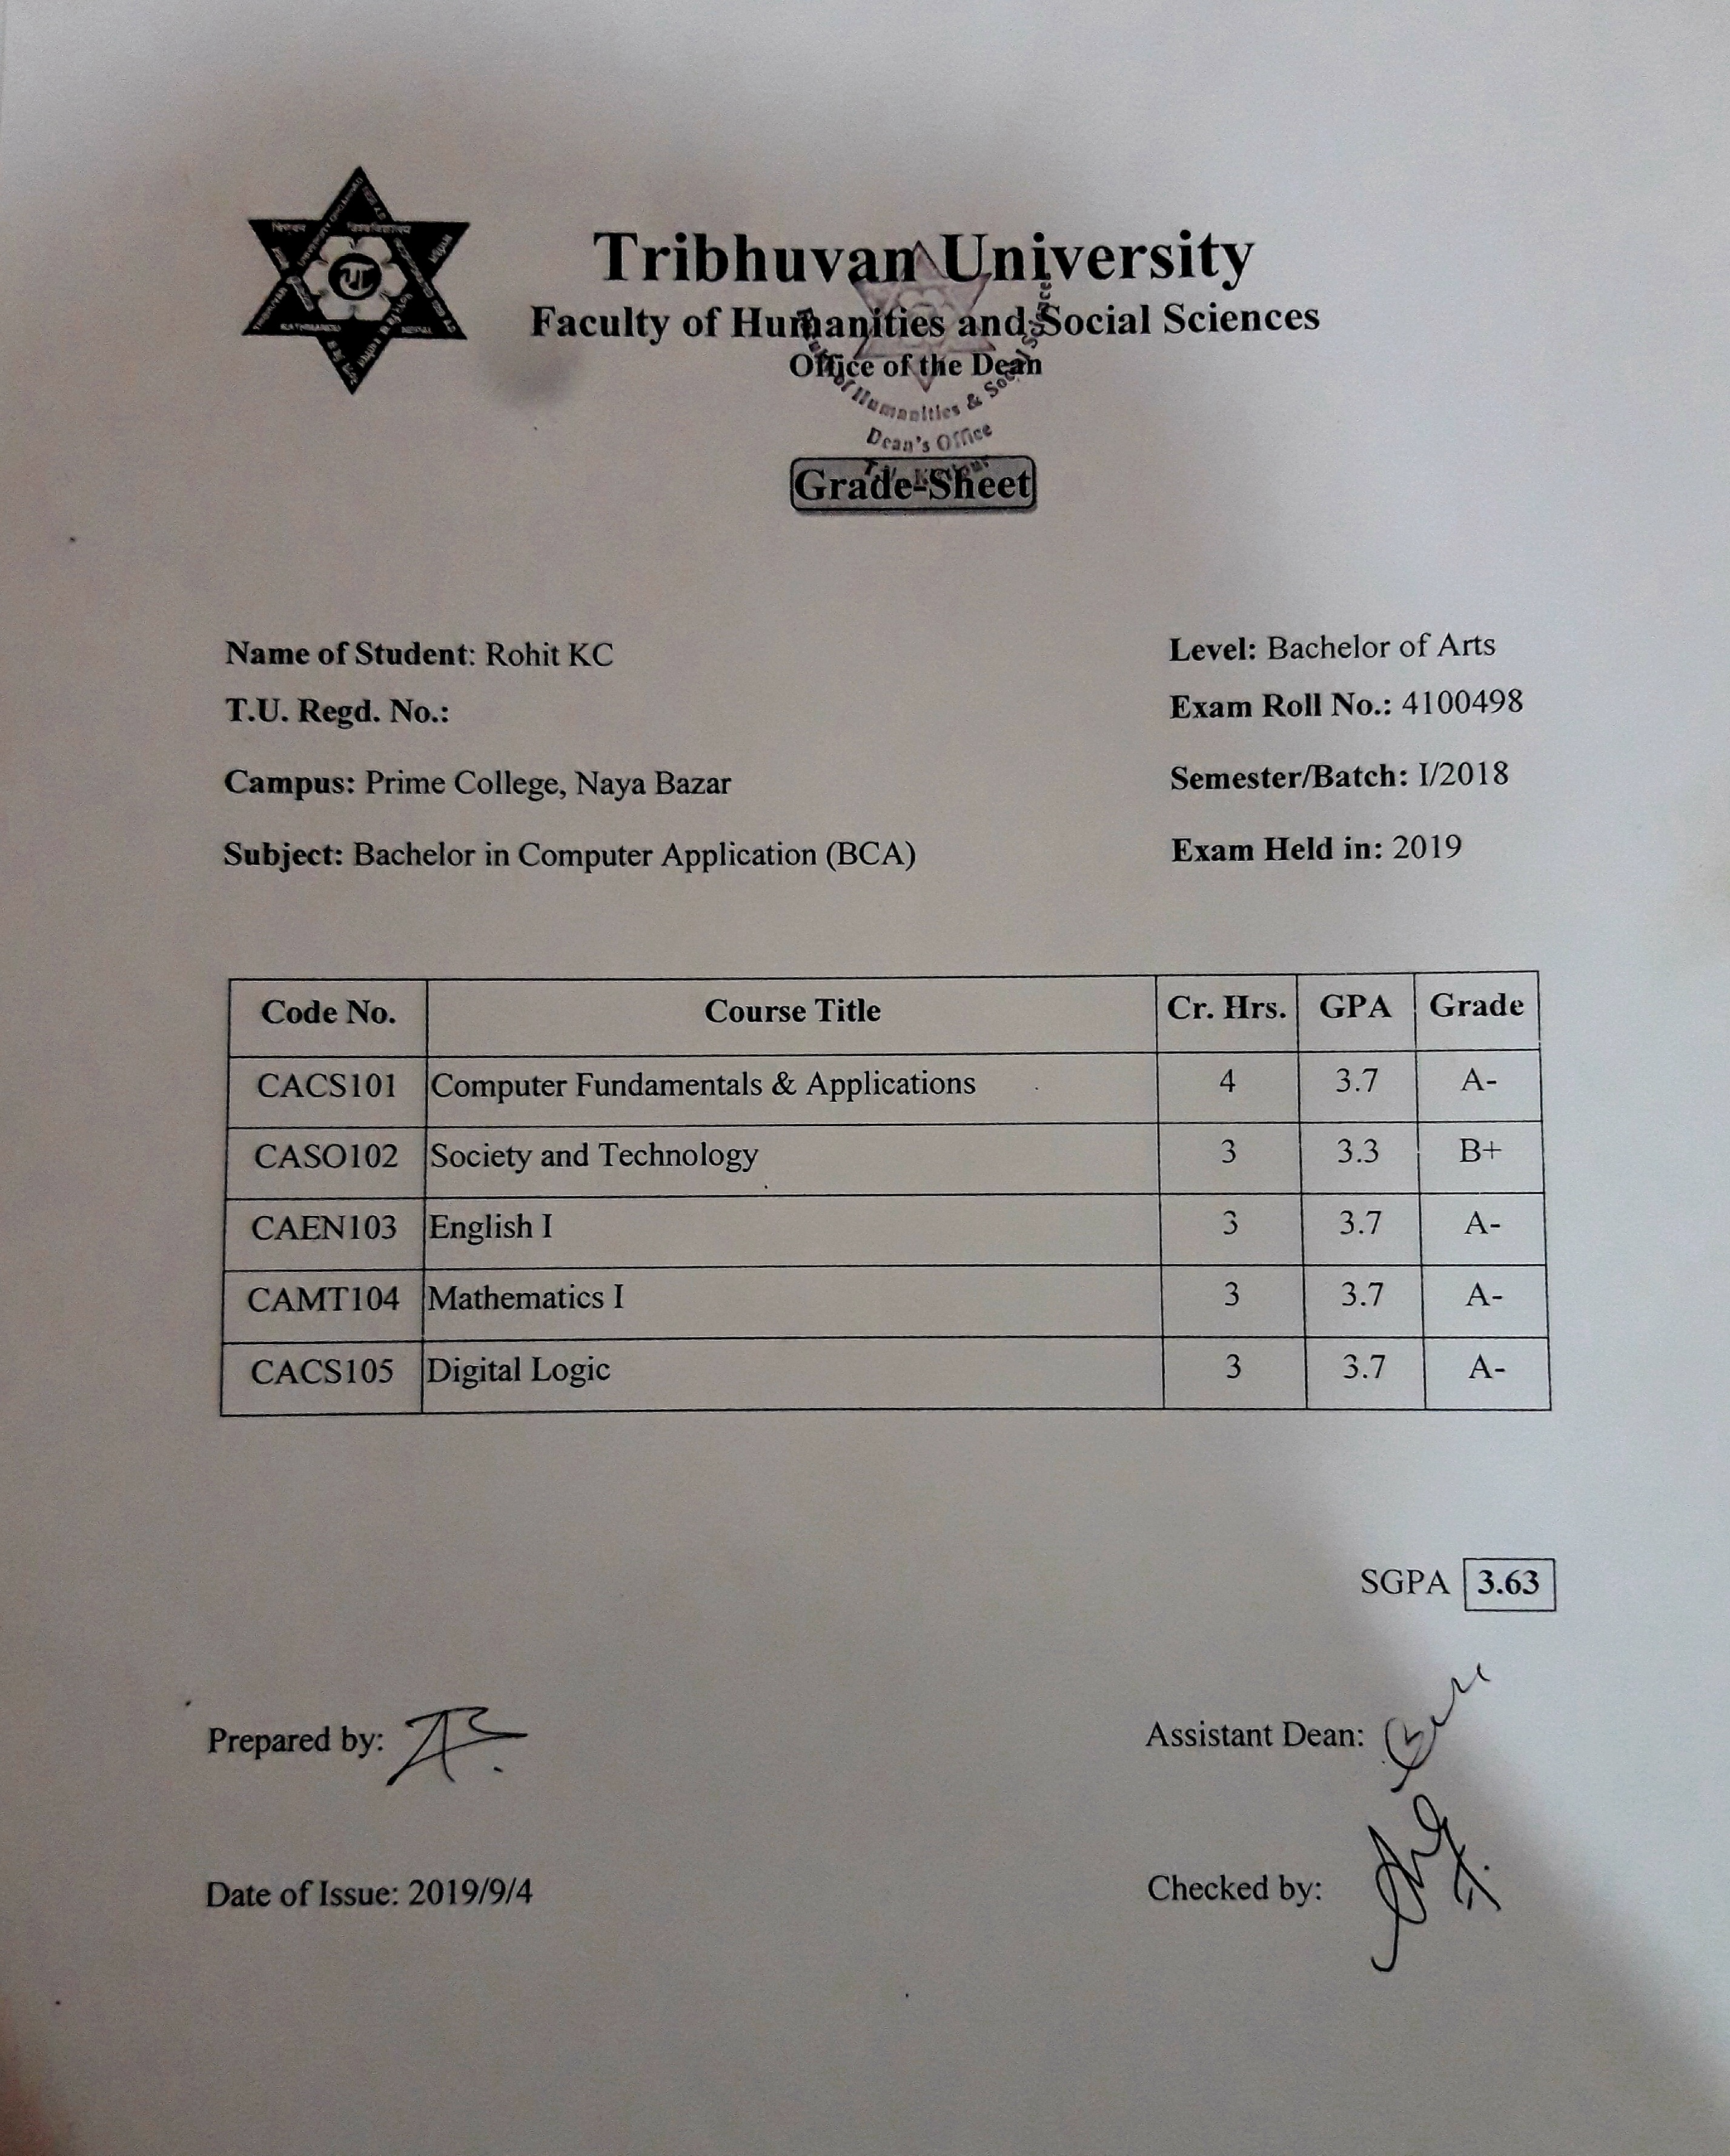 Tribhuvan University
Faculty of Humanities and Social Sciences
Office of the Dean
of Humanities & Social
Dean's Office
Grade-Sheet
Name of Student: Rohit KC
Level: Bachelor of Arts
T.U. Regd. No.:
Exam Roll No.: 4100498
Campus: Prime College, Naya Bazar
Semester/Batch: I/2018
Subject: Bachelor in Computer Application (BCA)
Exam Held in: 2019
Code No. Course Title Cr. Hrs. GPA Grade
CACS101 Computer Fundamentals & Applications 4 3.7 A-
CASO102 Society and Technology 3 3.3 B+
CAEN103 English I 3 3.7 A-
CAMT104 Mathematics I 3 3.7 A-
CACS105 Digital Logic 3 3.7 A-
SGPA 3.63
Prepared by:
Assistant Dean:
Date of Issue: 2019/9/4
Checked by: